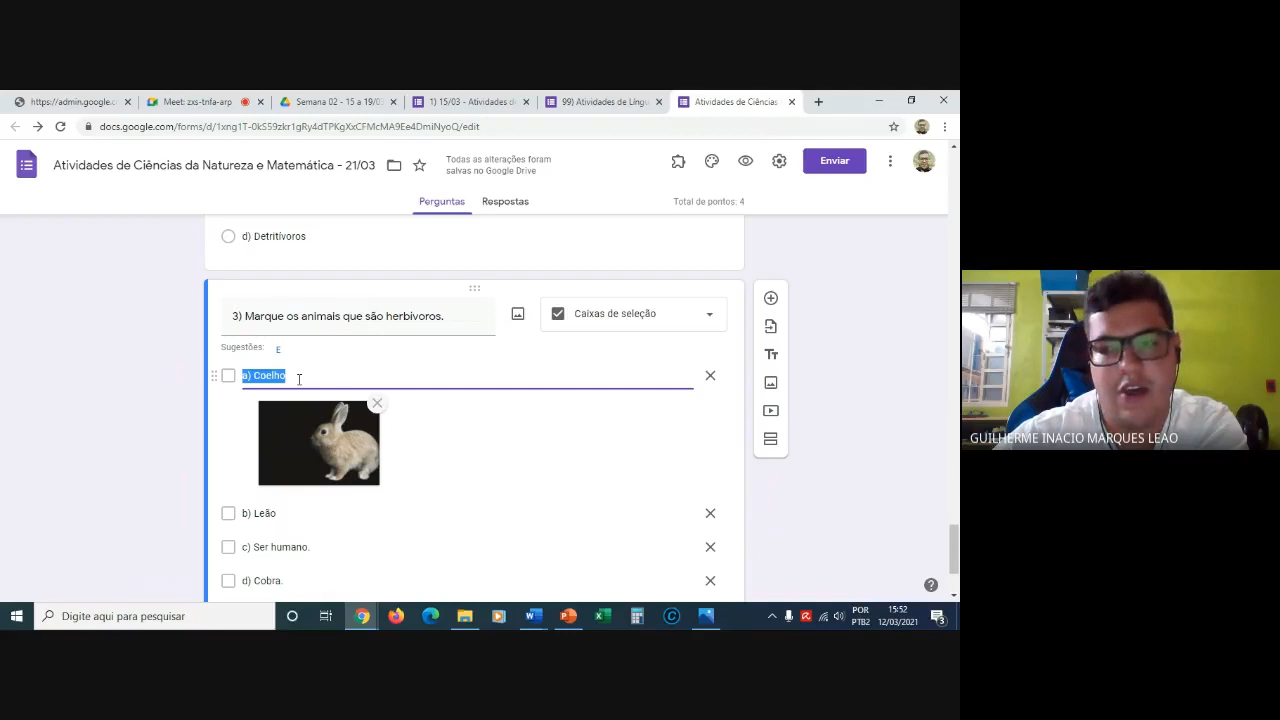 https://admin.google.c
Meet: zxs-tnfa-arp
Semana 02 - 15 a 19/03
1) 15/03 - Atividades d
99) Atividades de Língu
Atividades de Ciências
docs.google.com/forms/d/1xng1T-0kS59zkr1gRy4dTPKgXxCFMcMA9Ee4DmiNyoQ/edit
Atividades de Ciências da Natureza e Matemática - 21/03
Todas as alterações foram
salvas no Google Drive
Enviar
Perguntas
Respostas
Total de pontos: 4
d) Detritívoros
3) Marque os animais que são herbívoros.
Caixas de seleção
Sugestões:
E
a) Coelho
b) Leão
c) Ser humano.
d) Cobra.
GUILHERME INACIO MARQUES LEAO
Digite aqui para pesquisar
POR
PTB2
15:52
12/03/2021
3